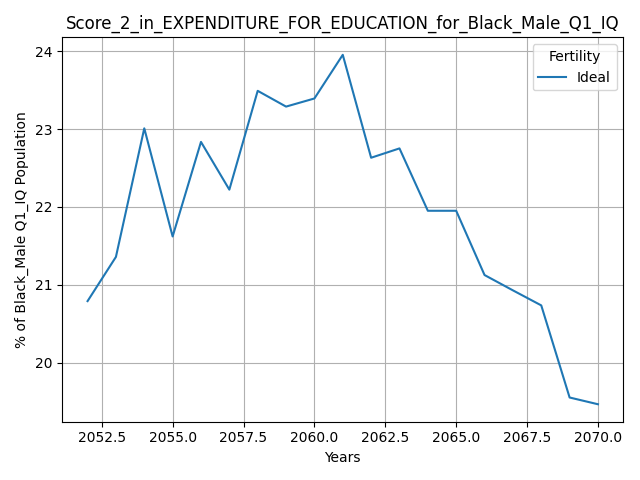 Score_2_in_EXPENDITURE_FOR_EDUCATION_for_Black_Male_Q1_IQ
24
23
22
21
20
% of Black_Male Q1_IQ Population
Fertility
Ideal
2052.5 2055.0 2057.5 2060.0 2062.5 2065.0 2067.5 2070.0
Years